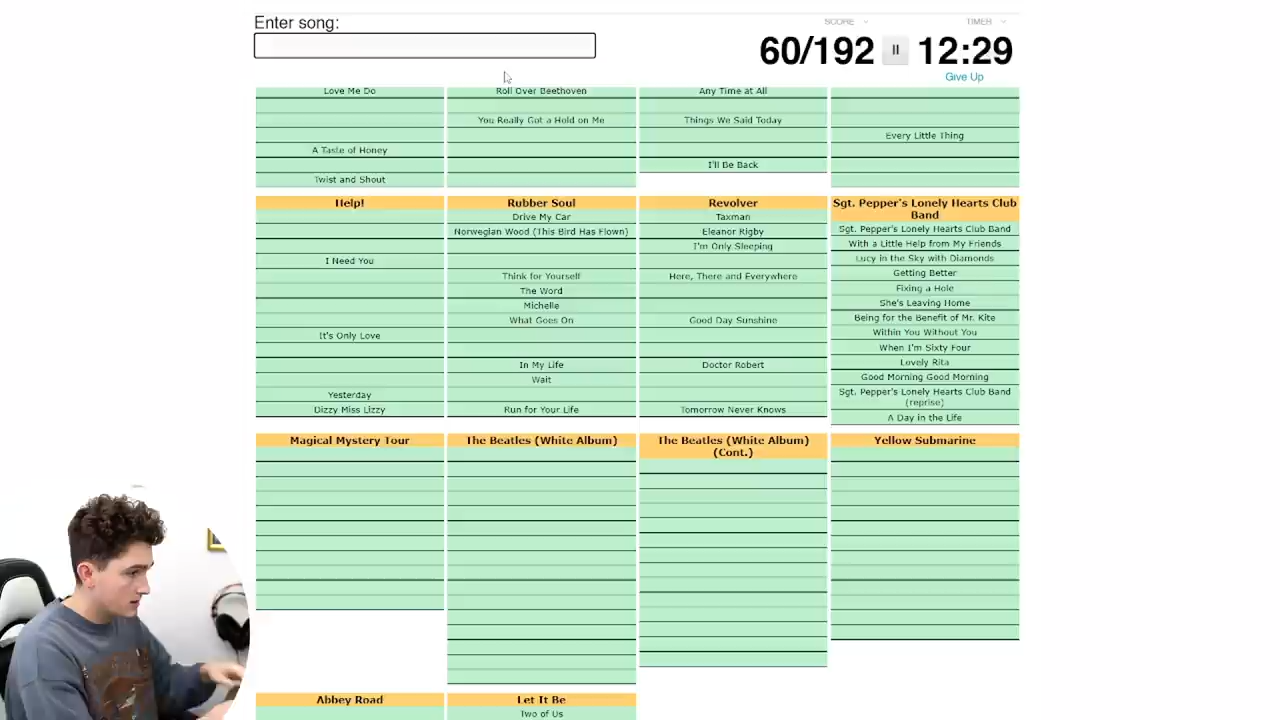 Enter song:
SCORE
TIMER
60/192
12:29
Give Up
Love Me Do
A Taste of Honey
Twist and Shout
Roll Over Beethoven
You Really Got a Hold on Me
Any Time at All
Things We Said Today
I'll Be Back
Every Little Thing
Help!
I Need You
It's Only Love
Yesterday
Dizzy Miss Lizzy
Rubber Soul
Drive My Car
Norwegian Wood (This Bird Has Flown)
Think for Yourself
The Word
Michelle
What Goes On
In My Life
Wait
Run for Your Life
Revolver
Taxman
Eleanor Rigby
I'm Only Sleeping
Here, There and Everywhere
Good Day Sunshine
Doctor Robert
Tomorrow Never Knows
Sgt. Pepper's Lonely Hearts Club
Band
Sgt. Pepper's Lonely Hearts Club Band
With a Little Help from My Friends
Lucy in the Sky with Diamonds
Getting Better
Fixing a Hole
She's Leaving Home
Being for the Benefit of Mr. Kite
Within You Without You
When I'm Sixty Four
Lovely Rita
Good Morning Good Morning
Sgt. Pepper's Lonely Hearts Club Band
(reprise)
A Day in the Life
Magical Mystery Tour
The Beatles (White Album)
The Beatles (White Album)
(Cont.)
Yellow Submarine
Abbey Road
Let It Be
Two of Us